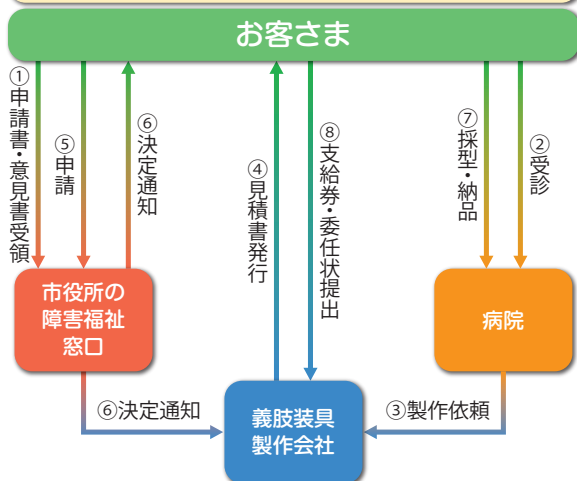 お客さま
①申請書・意見書受領
⑤申請
⑥決定通知
④見積書発行
⑧支給券・委任状提出
⑦採型・納品
②受診
市役所の
障害福祉
窓口
病院
⑥決定通知
義肢装具
製作会社
③製作依頼